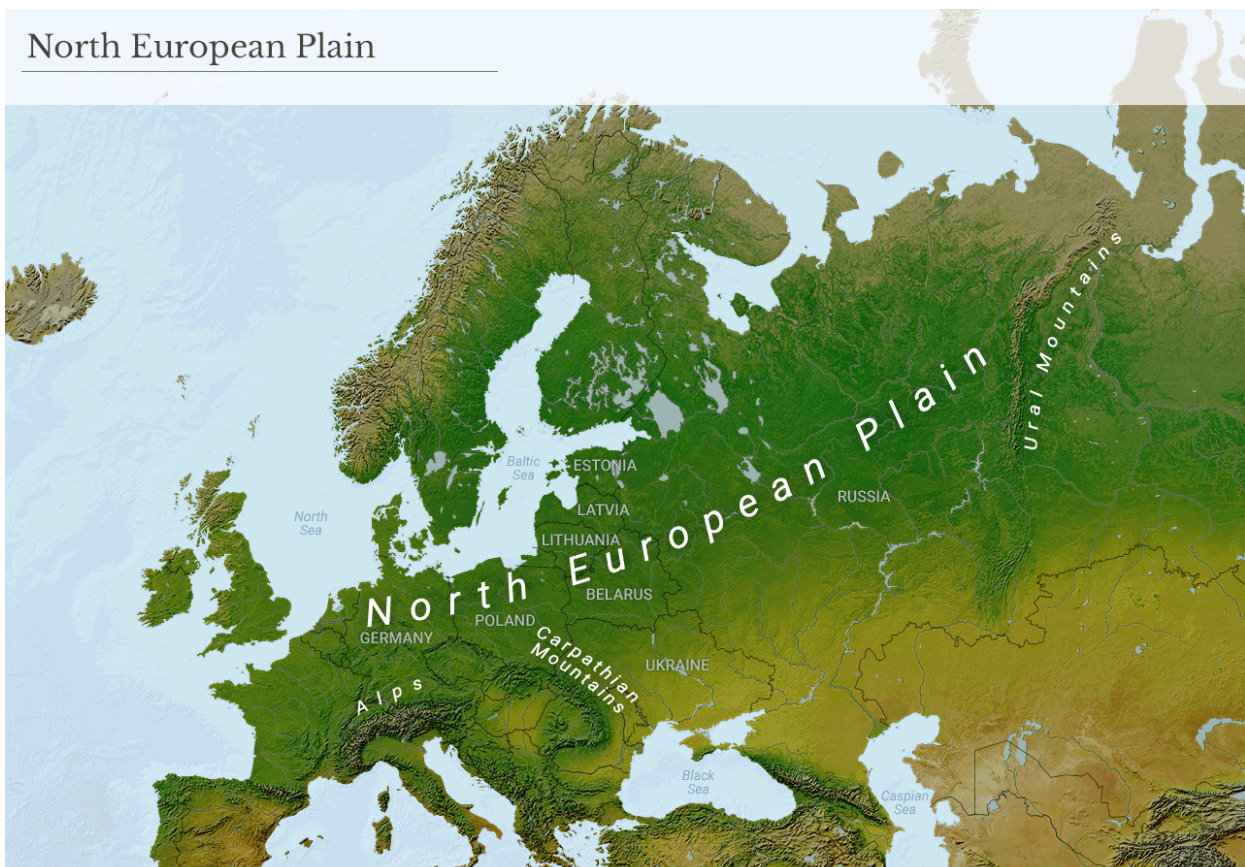 North European Plain
Ural Mountains
North European Plain
Baltic
Sea
ESTONIA
North
Sea
RUSSIA
LATVIA
LITHUANIA
BELARUS
POLAND
GERMANY
Carpathian
Mountains
UKRAINE
Alps
Black
Sea
Caspian
Sea